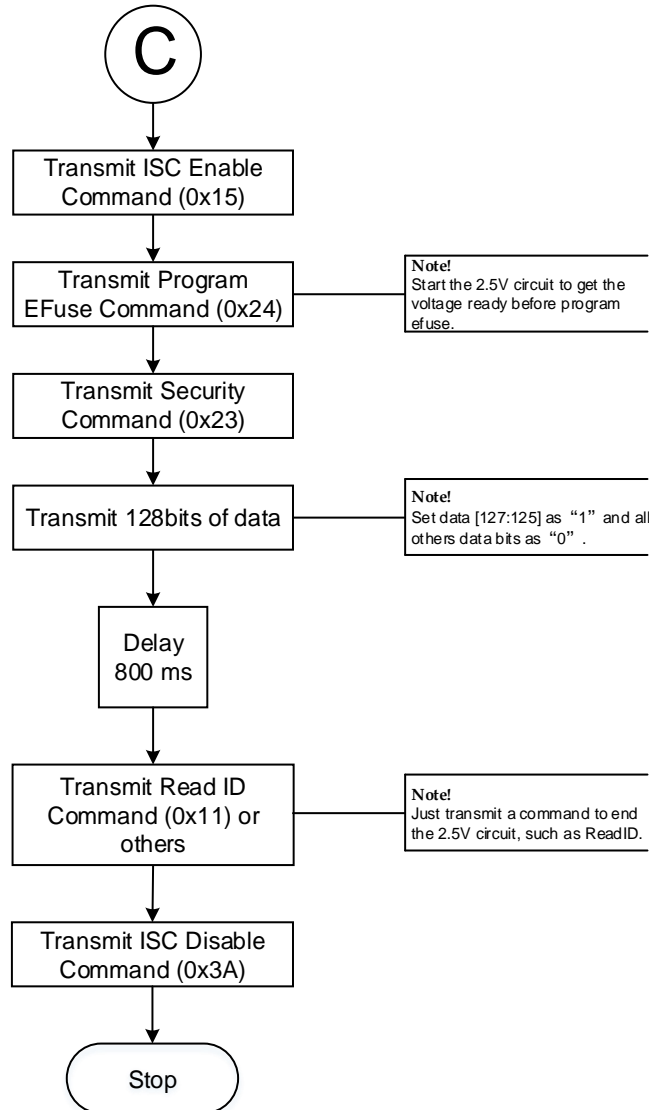 C
Transmit ISC Enable
Command (0x15)
Transmit Program
EFuse Command (0x24)
Note!
Start the 2.5V circuit to get the
voltage ready before program
efuse.
Transmit Security
Command (0x23)
Transmit 128bits of data
Note!
Set data [127:125] as “1” and all
others data bits as “0” .
Delay
800 ms
Transmit Read ID
Command (0x11) or
others
Note!
Just transmit a command to end
the 2.5V circuit, such as ReadID.
Transmit ISC Disable
Command (0x3A)
Stop